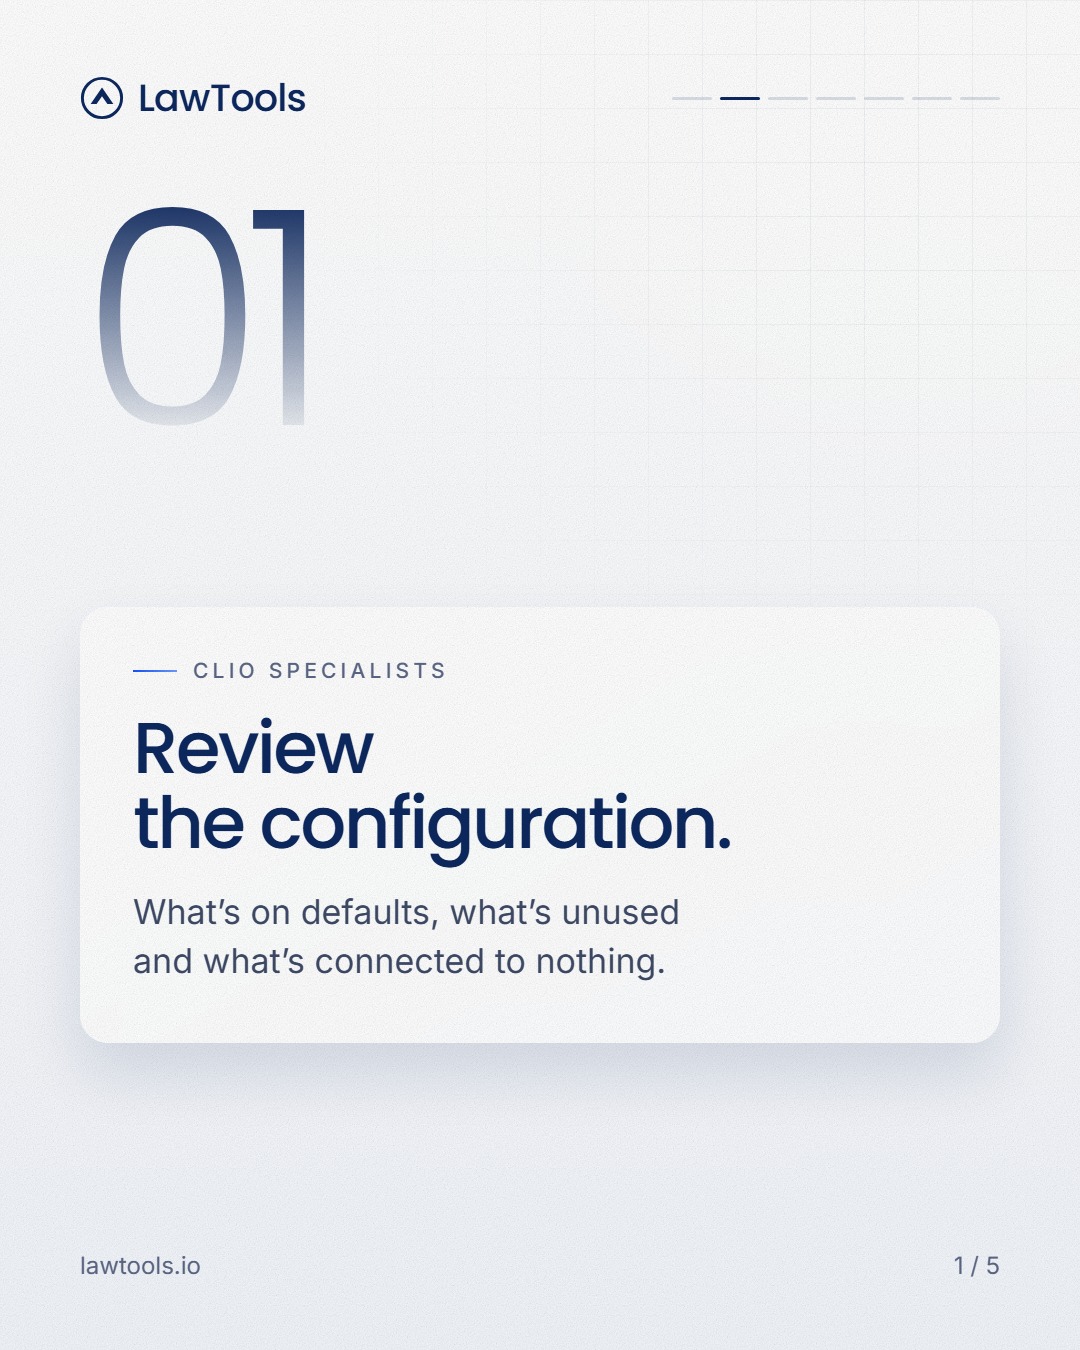 LawTools
01
CLIO SPECIALISTS
Review
the configuration.
What’s on defaults, what’s unused
and what’s connected to nothing.
lawtools.io
1 / 5